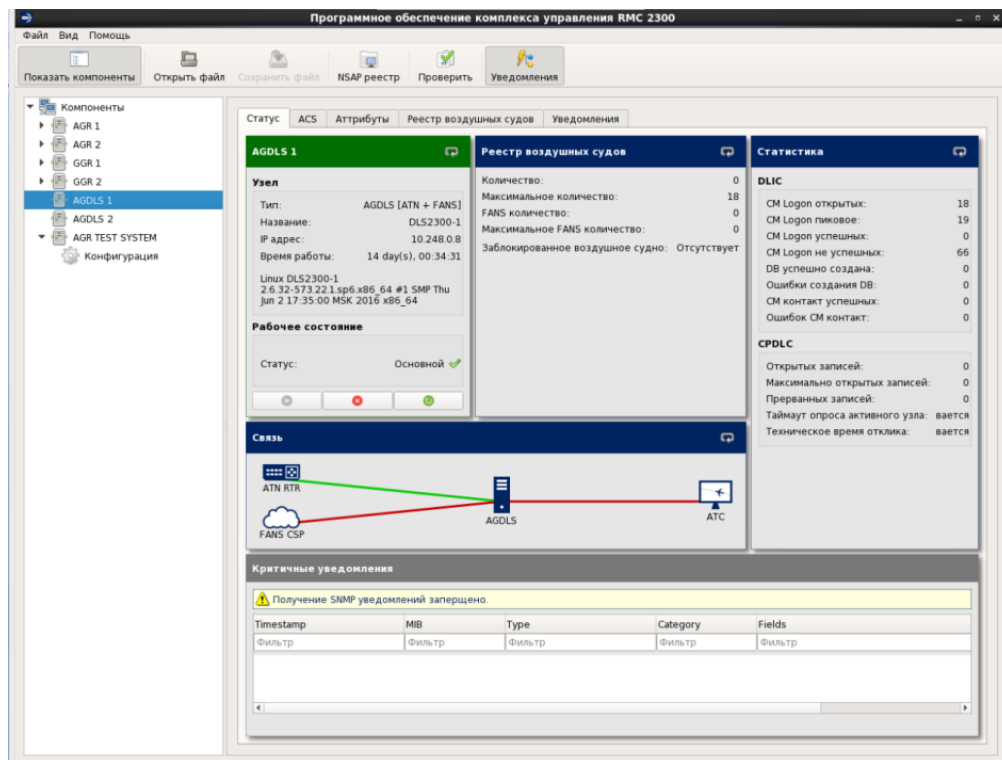 Программное обеспечение комплекса управления RMC 2300
Файл Вид Помощь
Показать компоненты Открыть файл Сохранить файл NSAP реестр Проверить Уведомления
Компоненты
AGR 1
AGR 2
GGR 1
GGR 2
AGDLS 1
AGDLS 2
AGR TEST SYSTEM
Конфигурация
Статус ACS Аттрибуты Реестр воздушных судов Уведомления
AGDLS 1
Узел
Тип: AGDLS [ATN + FANS]
Название: DLS2300-1
IP адрес: 10.248.0.8
Время работы: 14 day(s), 00:34:31
Linux DLS2300-1
2.6.32-573.22.1.sp6.x86_64 #1 SMP Thu
Jun 2 17:35:00 MSK 2016 x86_64
Рабочее состояние
Статус: Основной
Реестр воздушных судов
Количество: 0
Максимальное количество: 18
FANS количество: 0
Максимальное FANS количество: 0
Заблокированное воздушное судно: Отсутствует
Статистика
DLIC
CM Logon открытых: 18
CM Logon пиковое: 19
CM Logon успешных: 0
CM Logon не успешных: 66
DB успешно создана: 0
Ошибки создания DB: 0
CM контакт успешных: 0
Ошибок CM контакт: 0
CPDLC
Открытых записей: 0
Максимально открытых записей: 0
Прерванных записей: 0
Таймаут опроса активного узла: вается
Техническое время отклика: вается
Связь
ATN RTR
FANS CSP
AGDLS
ATC
Критичные уведомления
Получение SNMP уведомлений заперщено.
Timestamp MIB Type Category Fields
Фильтр Фильтр Фильтр Фильтр Фильтр